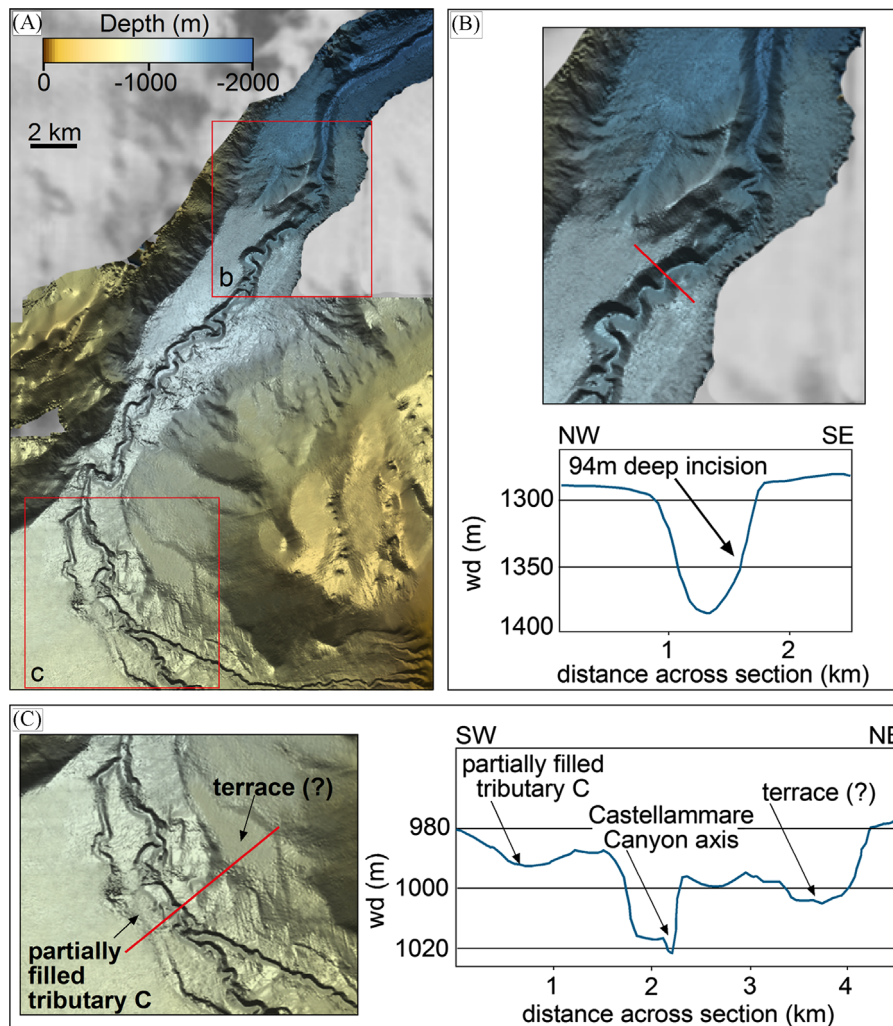 (A)
Depth (m)
0
-1000
-2000
2 km
b
c
(B)
NW
SE
94m deep incision
1300
1350
1400
wd (m)
1
2
distance across section (km)
(C)
terrace (?)
partially
filled
tributary C
SW
NE
partially filled
tributary C
Castellammare
Canyon axis
terrace (?)
980
1000
1020
wd (m)
1
2
3
4
distance across section (km)